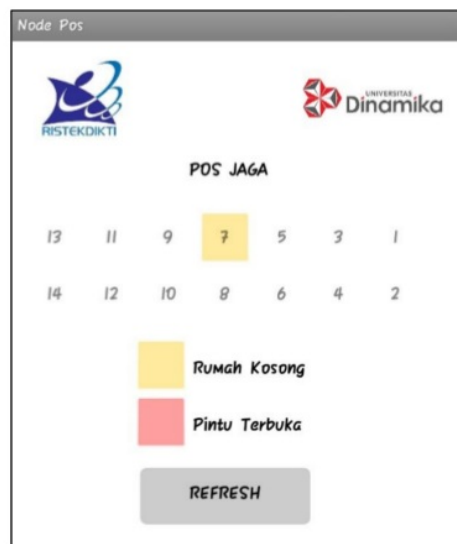 Node Pos
RISTEKDIKTI
UNIVERSITAS
Dinamika
POS JAGA
13 11 9 7 5 3 1
14 12 10 8 6 4 2
Rumah Kosong
Pintu Terbuka
REFRESH